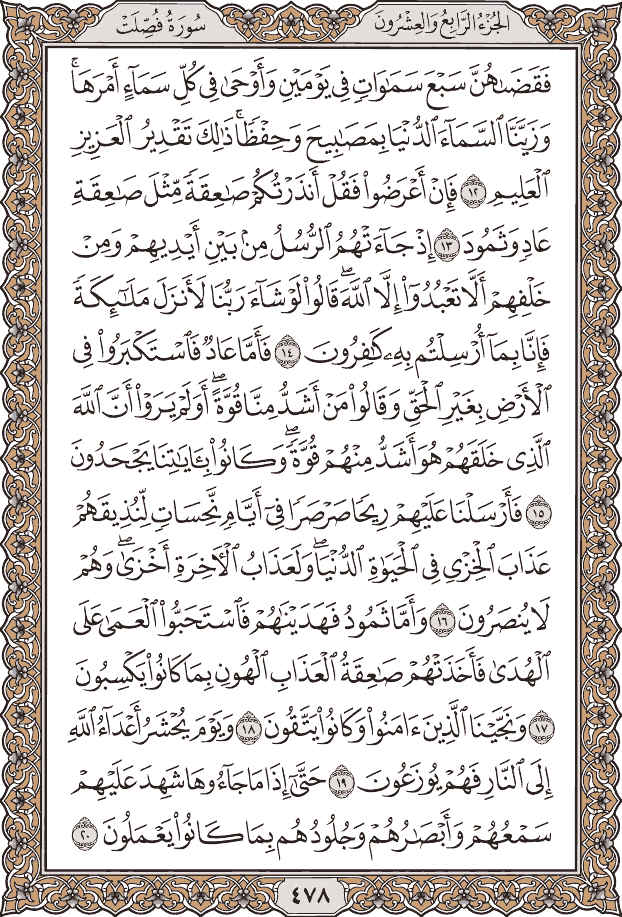 الجُزْءُ الرَّابِعُ وَالعِشْرُونَ
سُورَةُ فُصِّلَتْ
فَقَضَىٰهُنَّ سَبْعَ سَمَٰوَاتٖ فِي يَوْمَيْنِ وَأَوْحَىٰ فِي كُلِّ سَمَآءٍ أَمْرَهَاۚ
وَزَيَّنَّا ٱلسَّمَآءَ ٱلدُّنْيَا بِمَصَٰبِيحَ وَحِفْظٗاۚ ذَٰلِكَ تَقْدِيرُ ٱلْعَزِيزِ
ٱلْعَلِيمِ ١٢ فَإِنْ أَعْرَضُواْ فَقُلْ أَنذَرْتُكُمْ صَٰعِقَةٗ مِّثْلَ صَٰعِقَةِ
عَادٖ وَثَمُودَ ١٣ إِذْ جَآءَتْهُمُ ٱلرُّسُلُ مِنۢ بَيْنِ أَيْدِيهِمْ وَمِنْ
خَلْفِهِمْ أَلَّا تَعْبُدُوٓاْ إِلَّا ٱللَّهَۖ قَالُواْ لَوْ شَآءَ رَبُّنَا لَأَنزَلَ مَلَٰٓئِكَةٗ
فَإِنَّا بِمَآ أُرْسِلْتُم بِهِۦ كَٰفِرُونَ ١٤ فَأَمَّا عَادٞ فَٱسْتَكْبَرُواْ فِي
ٱلْأَرْضِ بِغَيْرِ ٱلْحَقِّ وَقَالُواْ مَنْ أَشَدُّ مِنَّا قُوَّةًۖ أَوَلَمْ يَرَوْاْ أَنَّ ٱللَّهَ
ٱلَّذِي خَلَقَهُمْ هُوَ أَشَدُّ مِنْهُمْ قُوَّةٗۖ وَكَانُواْ بِـَٔايَٰتِنَا يَجْحَدُونَ
١٥ فَأَرْسَلْنَا عَلَيْهِمْ رِيحٗا صَرْصَرٗا فِيٓ أَيَّامٖ نَّحِسَاتٖ لِّنُذِيقَهُمْ
عَذَابَ ٱلْخِزْيِ فِي ٱلْحَيَوٰةِ ٱلدُّنْيَاۖ وَلَعَذَابُ ٱلْأٓخِرَةِ أَخْزَىٰۖ وَهُمْ
لَا يُنصَرُونَ ١٦ وَأَمَّا ثَمُودُ فَهَدَيْنَٰهُمْ فَٱسْتَحَبُّواْ ٱلْعَمَىٰ عَلَى
ٱلْهُدَىٰ فَأَخَذَتْهُمْ صَٰعِقَةُ ٱلْعَذَابِ ٱلْهُونِ بِمَا كَانُواْ يَكْسِبُونَ
١٧ وَنَجَّيْنَا ٱلَّذِينَ ءَامَنُواْ وَكَانُواْ يَتَّقُونَ ١٨ وَيَوْمَ يُحْشَرُ أَعْدَآءُ ٱللَّهِ
إِلَى ٱلنَّارِ فَهُمْ يُوزَعُونَ ١٩ حَتَّىٰٓ إِذَا مَا جَآءُوهَا شَهِدَ عَلَيْهِمْ
سَمْعُهُمْ وَأَبْصَٰرُهُمْ وَجُلُودُهُم بِمَا كَانُواْ يَعْمَلُونَ ٢٠
٤٧٨